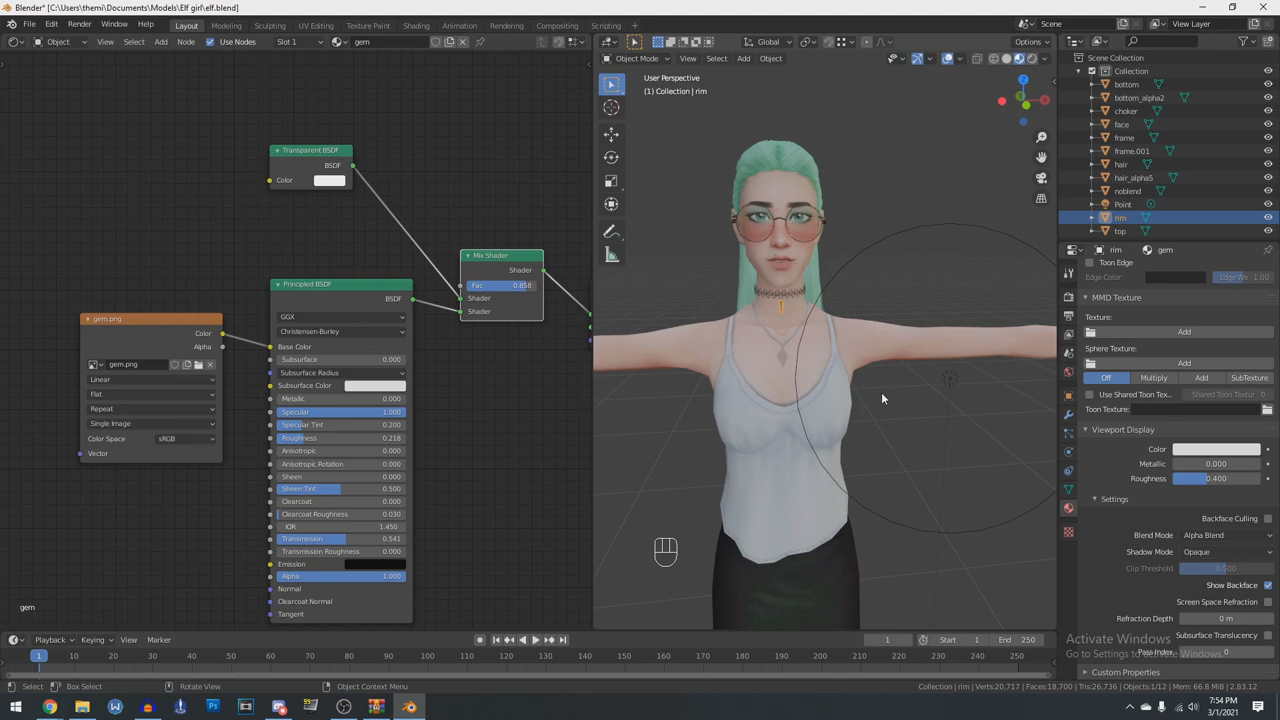 Blender* [C:\Users\themi\Documents\Models\Elf girl\elf.blend]
File Edit Render Window Help Layout Modeling Sculpting UV Editing Texture Paint Shading Animation Rendering Compositing Scripting Scene View Layer
Object View Select Add Node Use Nodes Slot 1 gem Global Options
Object Mode View Select Add Object
User Perspective
(1) Collection | rim
Scene Collection
Collection
bottom
bottom_alpha2
choker
face
frame
frame.001
hair
hair_alpha5
noblend
Point
rim
top
Transparent BSDF
BSDF
Color
Mix Shader
Shader
Fac 0.858
Shader
Shader
Principled BSDF
BSDF
GGX
Christensen-Burley
Base Color
Subsurface 0.000
Subsurface Radius
Subsurface Color
Metallic 0.000
Specular 1.000
Specular Tint 0.200
Roughness 0.218
Anisotropic 0.000
Anisotropic Rotation 0.000
Sheen 0.000
Sheen Tint 0.500
Clearcoat 0.000
Clearcoat Roughness 0.030
IOR 1.450
Transmission 0.541
Transmission Roughness 0.000
Emission
Alpha 1.000
Normal
Clearcoat Normal
Tangent
gem.png
Color
Alpha
gem.png
Linear
Flat
Repeat
Single Image
Color Space sRGB
Vector
gem
rim gem
Toon Edge
Edge Color: Edge We 1.00
MMD Texture
Texture:
Add
Sphere Texture:
Add
Off Multiply Add SubTexture
Use Shared Toon Tex... Shared Toon Tex... 0
Toon Texture:
Viewport Display
Color
Metallic 0.000
Roughness 0.400
Settings
Backface Culling
Blend Mode Alpha Blend
Shadow Mode Opaque
Clip Threshold 0.500
Show Backface
Screen Space Refraction
Refraction Depth 0 m
Subsurface Translucency
Pass Index 0
Custom Properties
Activate Windows
Go to Settings to activate Windows.
Playback Keying View Marker 1 Start 1 End 250
1 10 20 30 40 50 60 70 80 90 100 110 120 130 140 150 160 170 180 190 200 210 220 230 240 250
Select Box Select Rotate View Object Context Menu Collection | rim | Verts:20,717 | Faces:18,700 | Tris:26,736 | Objects:1/12 | Mem: 66.8 MiB | 2.83.12
7:54 PM
3/1/2021